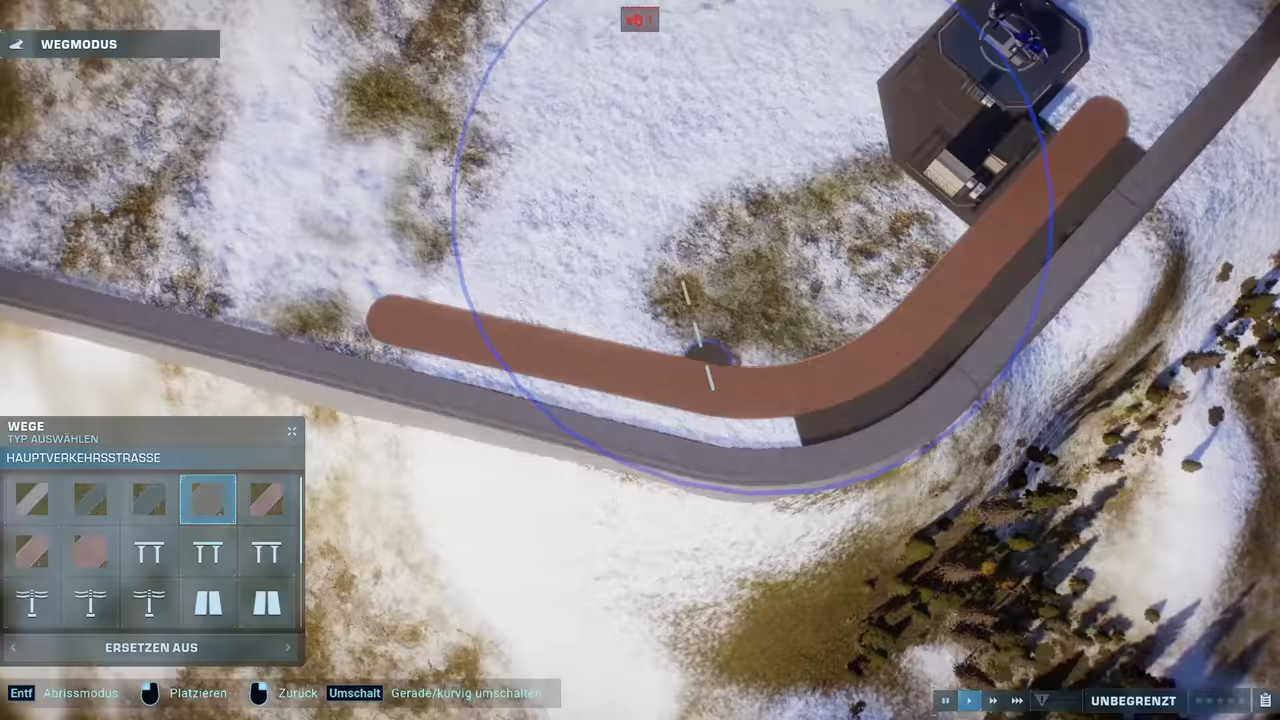 WEGMODUS
WEGE
TYP AUSWÄHLEN
HAUPTVERKEHRSSTRASSE
ERSETZEN AUS
Entf Abrissmodus Platzieren Zurück Umschalt Gerade/kurvig umschalten
UNBEGRENZT